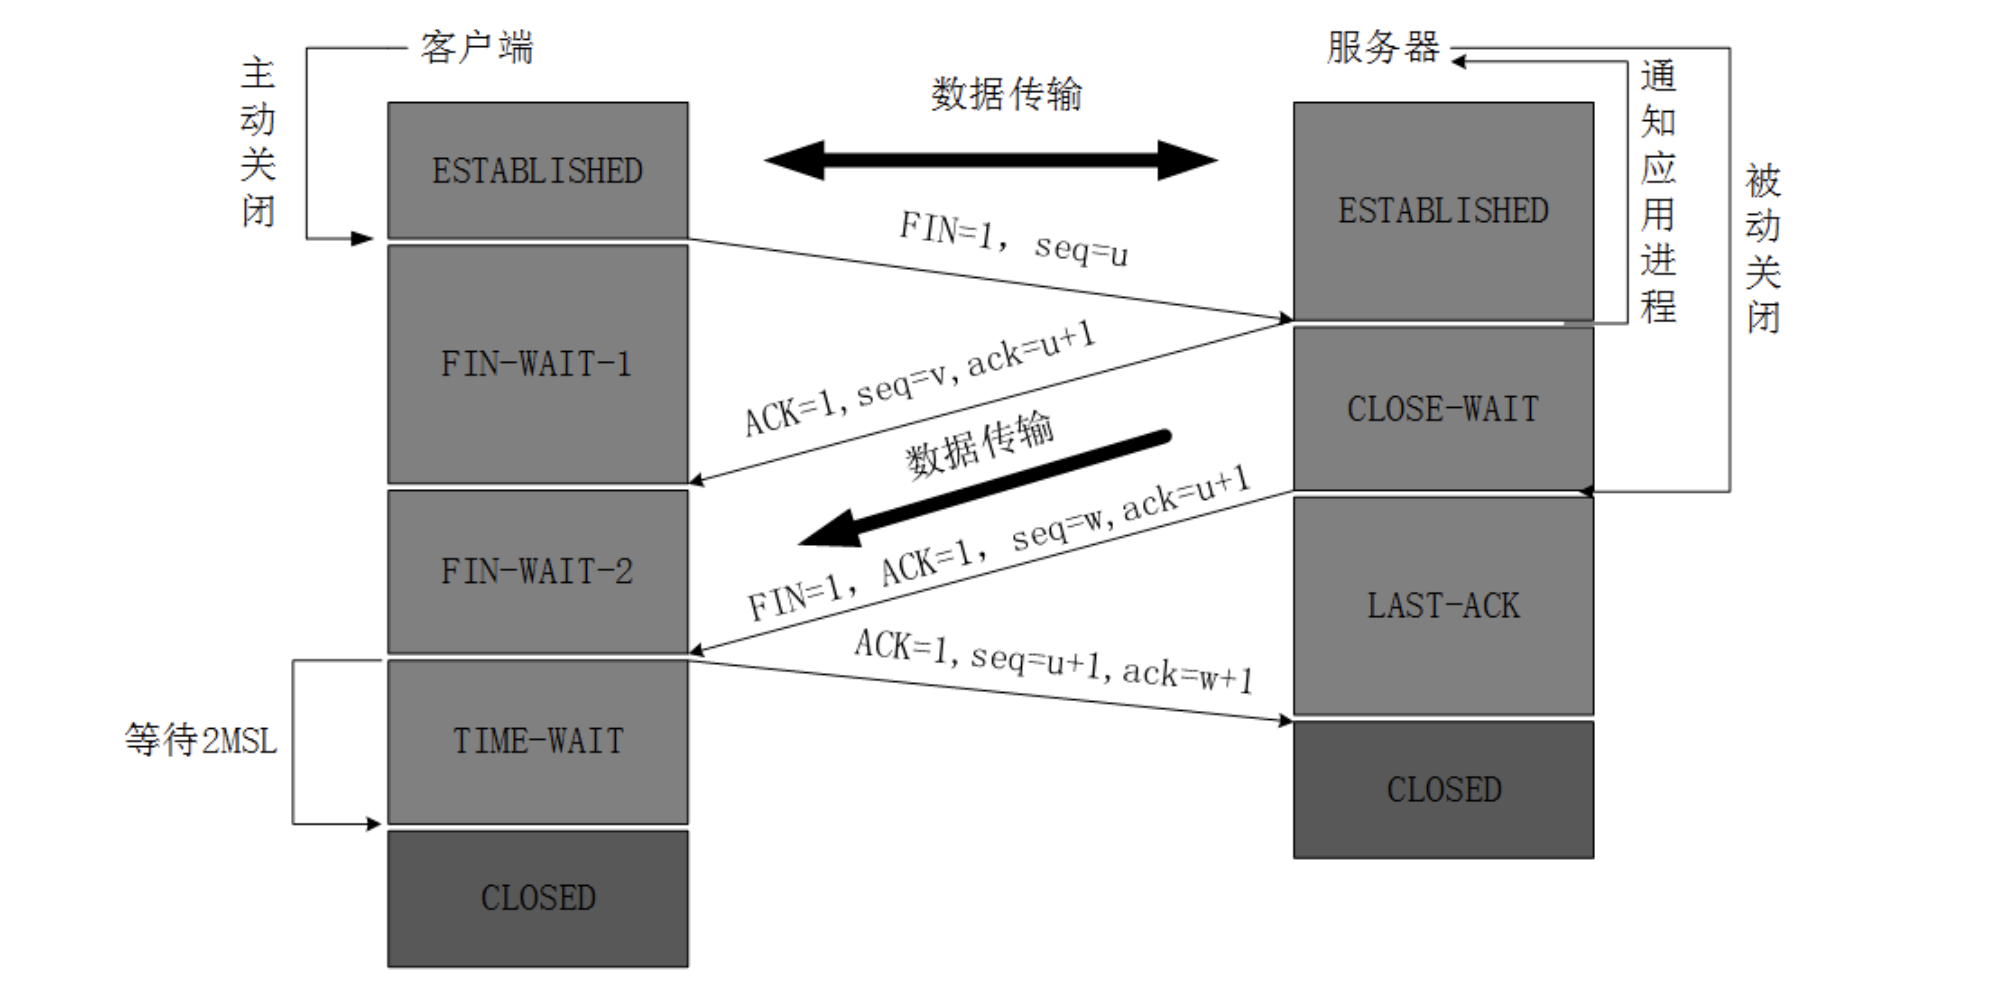 客户端
服务器
主动关闭
数据传输
通知应用进程
被动关闭
ESTABLISHED
ESTABLISHED
FIN=1, seq=u
FIN-WAIT-1
ACK=1,seq=v,ack=u+1
CLOSE-WAIT
数据传输
FIN-WAIT-2
FIN=1, ACK=1, seq=w,ack=u+1
LAST-ACK
ACK=1,seq=u+1,ack=w+1
等待2MSL
TIME-WAIT
CLOSED
CLOSED